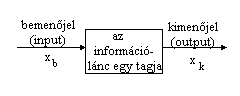 bemenőjel
(input)
x b
az
információ-
lánc egy tagja
kimenőjel
(output)
x k